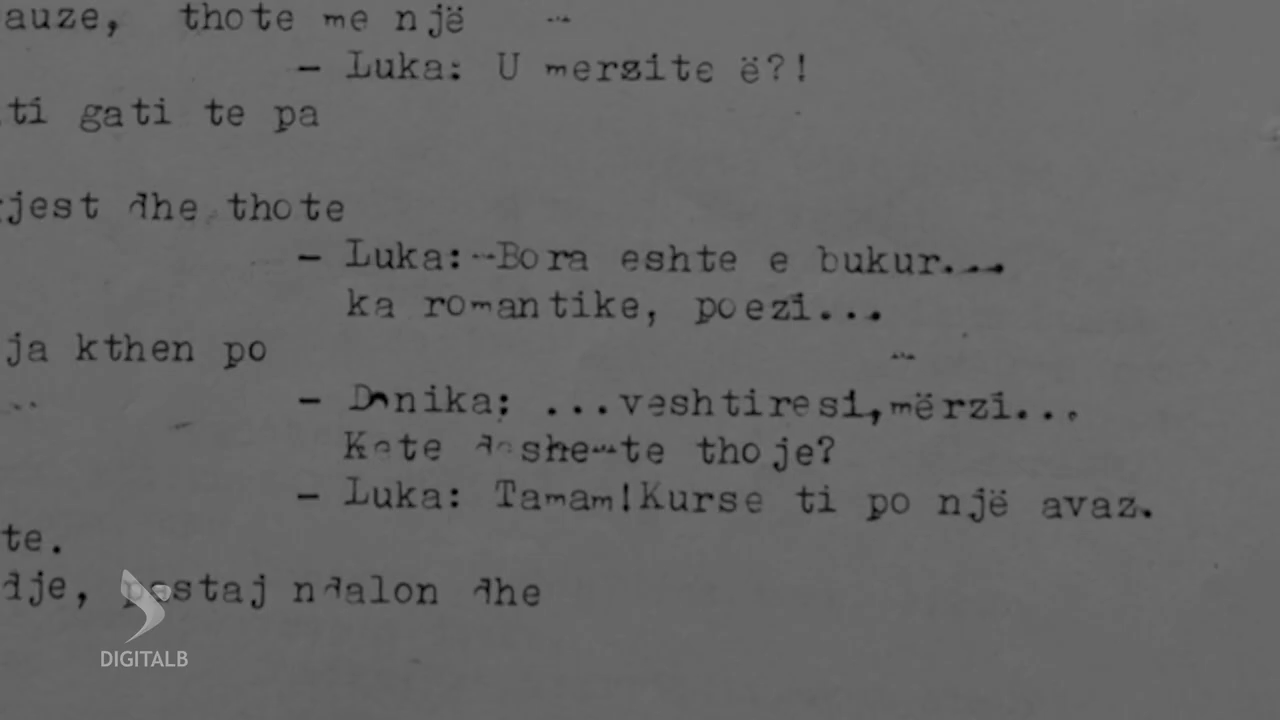 auze, thote me një
- Luka: U merzite ë?!
ti gati te pa
jest dhe thote
- Luka: Bora eshte e bukur...
ka romantike, poezi...
ja kthen po
- Donika: ...veshtiresi,mërzi...
Kete deshe te thoje?
- Luka: Tamam!Kurse ti po një avaz.
te.
dje, pastaj ndalon dhe
DIGITALB